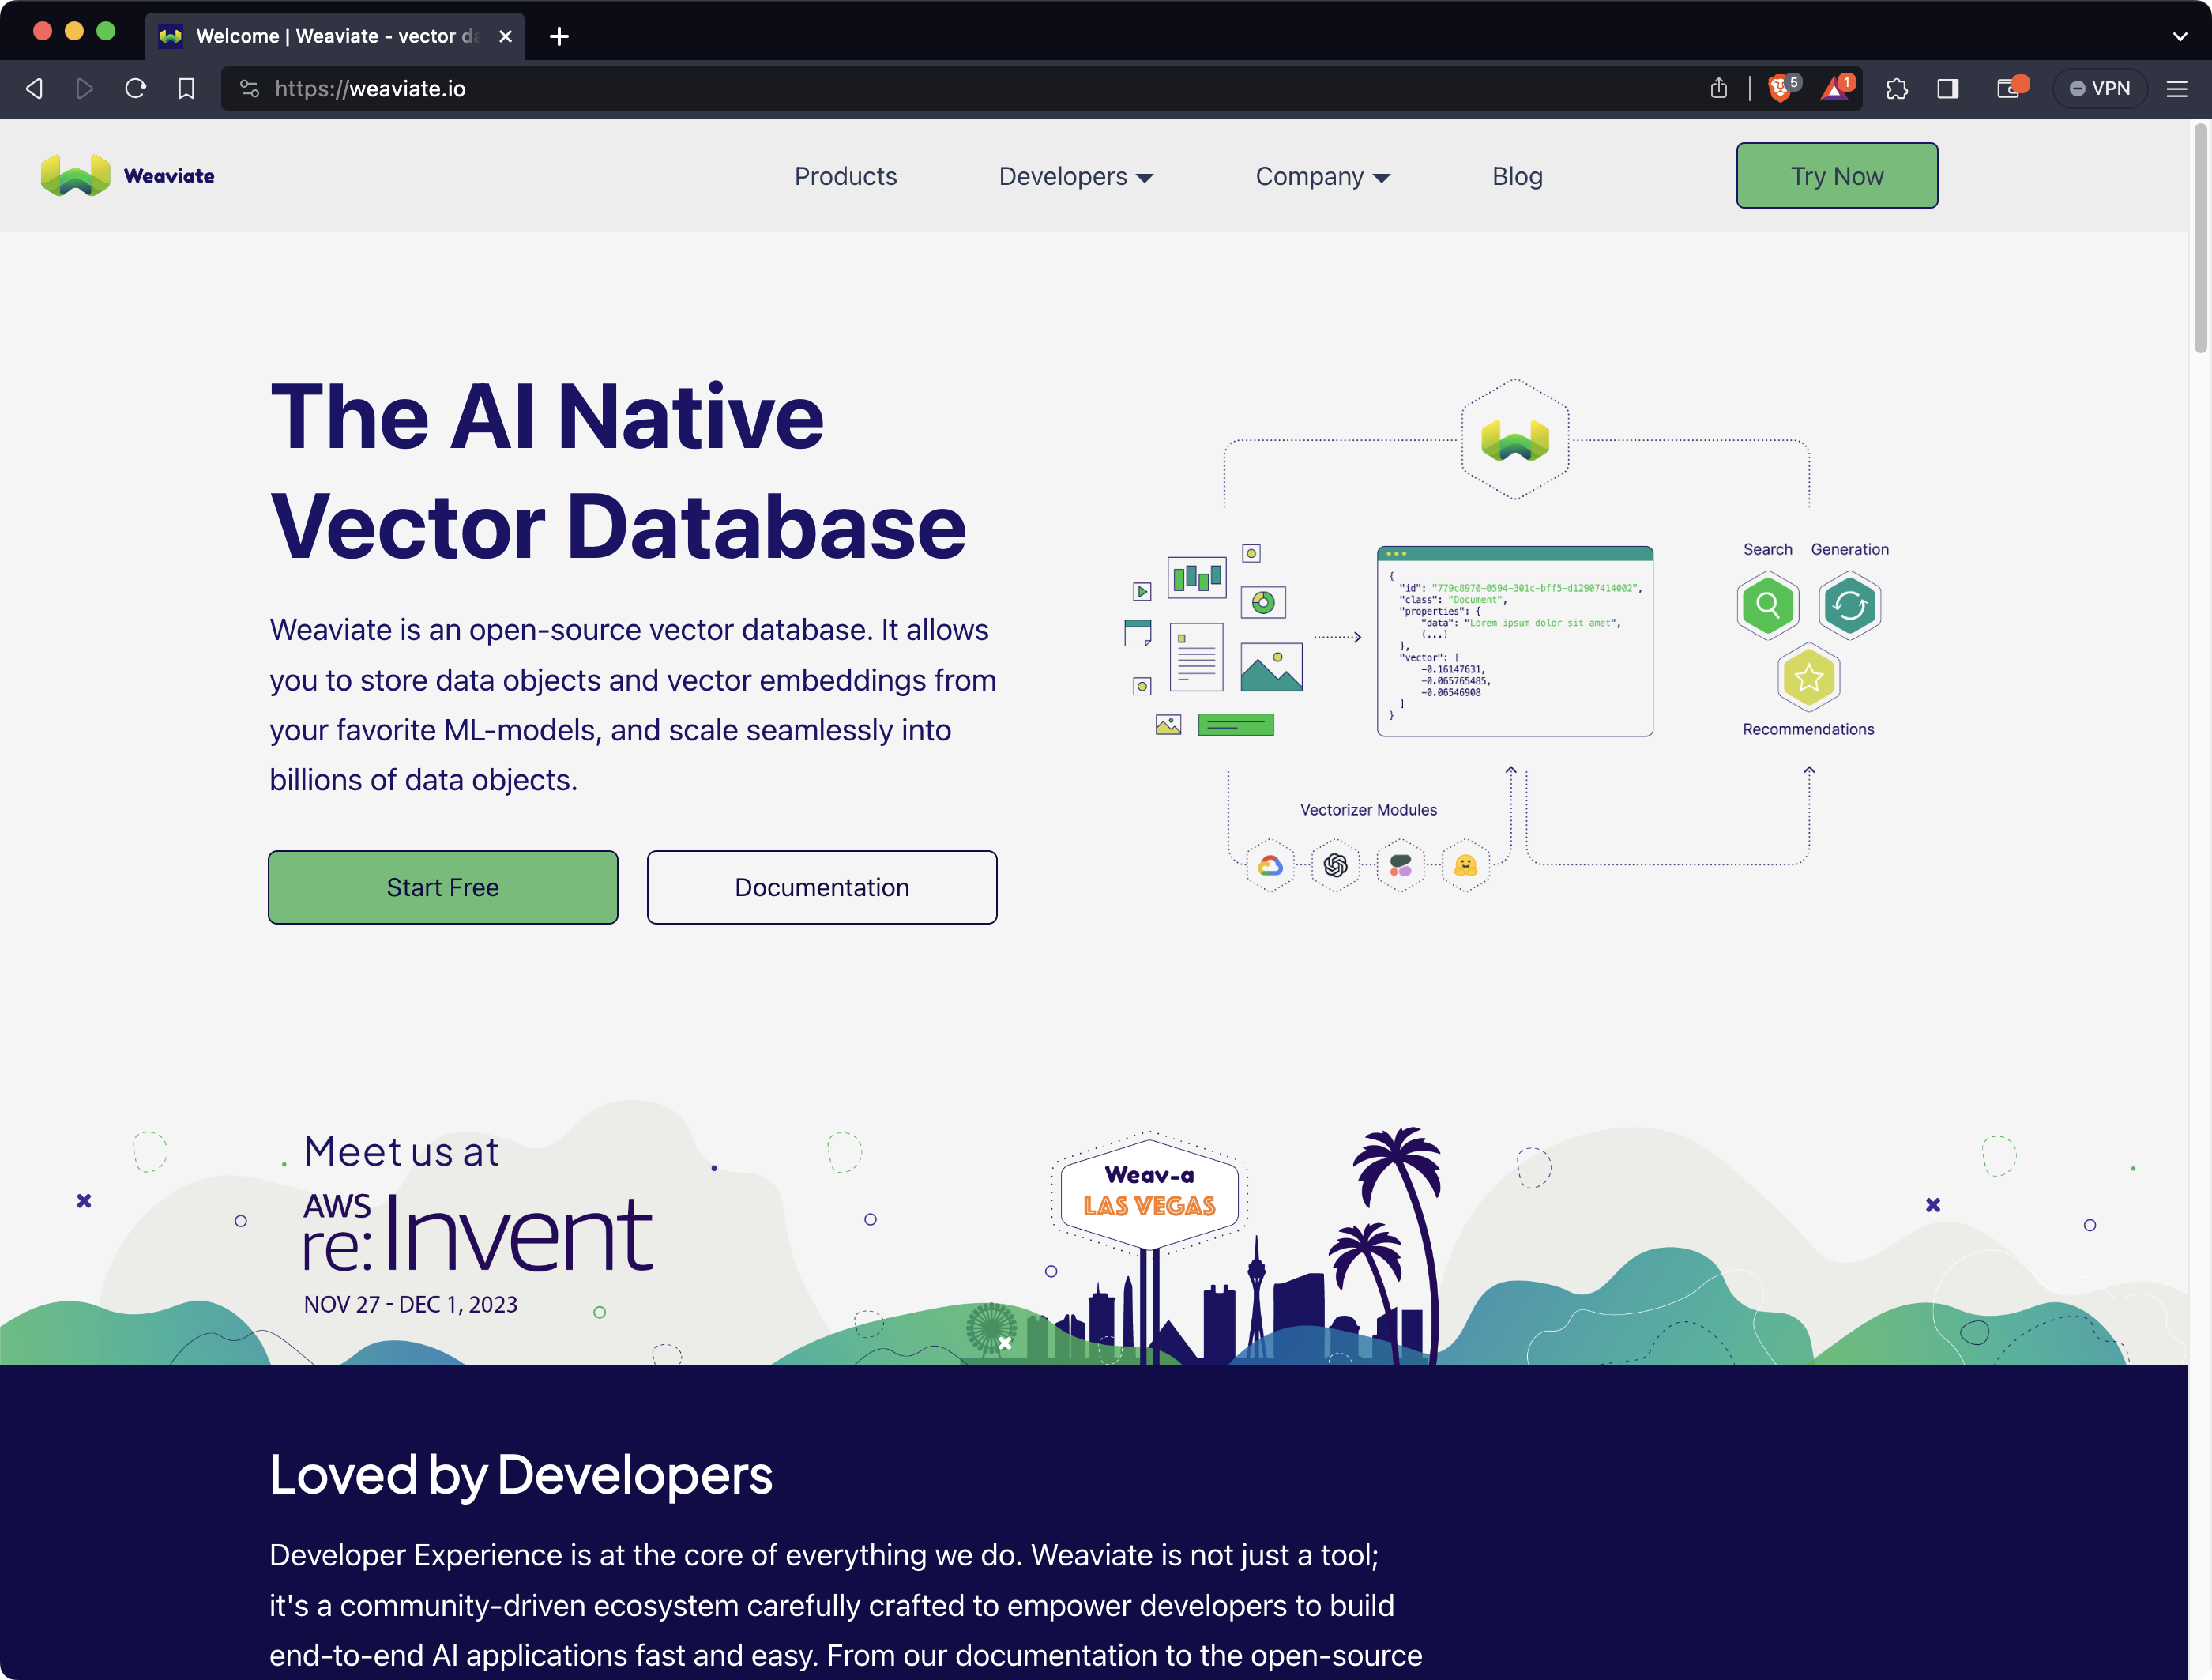 Welcome | Weaviate - vector da
https://weaviate.io
5
1
VPN
Weaviate
Products
Developers
Company
Blog
Try Now
The AI Native
Vector Database
Weaviate is an open-source vector database. It allows
you to store data objects and vector embeddings from
your favorite ML-models, and scale seamlessly into
billions of data objects.
Start Free
Documentation
{
"id": "779c8970-0594-301c-bff5-d12907414002",
"class": "Document",
"properties": {
"data": "Lorem ipsum dolor sit amet",
(...)
},
"vector": [
-0.16147631,
-0.065765485,
-0.06546908
]
}
Search
Generation
Recommendations
Vectorizer Modules
Meet us at
AWS
re:Invent
NOV 27 - DEC 1, 2023
Weav-a
LAS VEGAS
Loved by Developers
Developer Experience is at the core of everything we do. Weaviate is not just a tool;
it's a community-driven ecosystem carefully crafted to empower developers to build
end-to-end AI applications fast and easy. From our documentation to the open-source